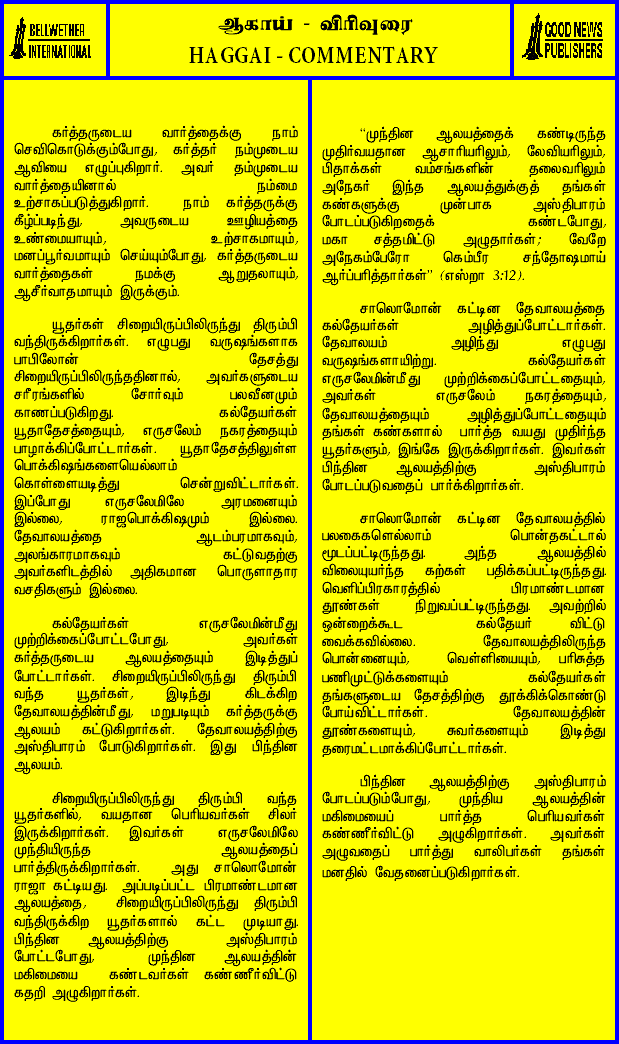 BELLWETHER
INTERNATIONAL
ஆகாய் - விரிவுரை
HAGGAI - COMMENTARY
GOOD NEWS
PUBLISHERS
கர்த்தருடைய வார்த்தைக்கு நாம்
செவிகொடுக்கும்போது, கர்த்தர் நம்முடைய
ஆவியை எழுப்புகிறார். அவர் தம்முடைய
வார்த்தையினால் நம்மை
உற்சாகப்படுத்துகிறார். நாம் கர்த்தருக்கு
கீழ்ப்படிந்து, அவருடைய ஊழியத்தை
உண்மையாயும், உற்சாகமாயும்,
மனப்பூர்வமாயும் செய்யும்போது, கர்த்தருடைய
வார்த்தைகள் நமக்கு ஆறுதலாயும்,
ஆசீர்வாதமாயும் இருக்கும்.
யூதர்கள் சிறையிருப்பிலிருந்து திரும்பி
வந்திருக்கிறார்கள். எழுபது வருஷங்களாக
பாபிலோன் தேசத்து
சிறையிருப்பிலிருந்ததினால், அவர்களுடைய
சரீரங்களில் சோர்வும் பலவீனமும்
காணப்படுகிறது. கல்தேயர்கள்
யூதாதேசத்தையும், எருசலேம் நகரத்தையும்
பாழாக்கிப்போட்டார்கள். யூதாதேசத்திலுள்ள
பொக்கிஷங்களையெல்லாம்
கொள்ளையடித்து சென்றுவிட்டார்கள்.
இப்போது எருசலேமிலே அரமனையும்
இல்லை, ராஜபொக்கிஷமும் இல்லை.
தேவாலயத்தை ஆடம்பரமாகவும்,
அலங்காரமாகவும் கட்டுவதற்கு
அவர்களிடத்தில் அதிகமான பொருளாதார
வசதிகளும் இல்லை.
கல்தேயர்கள் எருசலேமின்மீது
முற்றிக்கைப்போட்டபோது, அவர்கள்
கர்த்தருடைய ஆலயத்தையும் இடித்துப்
போட்டார்கள். சிறையிருப்பிலிருந்து திரும்பி
வந்த யூதர்கள், இடிந்து கிடக்கிற
தேவாலயத்தின்மீது, மறுபடியும் கர்த்தருக்கு
ஆலயம் கட்டுகிறார்கள். தேவாலயத்திற்கு
அஸ்திபாரம் போடுகிறார்கள். இது பிந்தின
ஆலயம்.
சிறையிருப்பிலிருந்து திரும்பி வந்த
யூதர்களில், வயதான பெரியவர்கள் சிலர்
இருக்கிறார்கள். இவர்கள் எருசலேமிலே
முந்தியிருந்த ஆலயத்தைப்
பார்த்திருக்கிறார்கள். அது சாலொமோன்
ராஜா கட்டியது. அப்படிப்பட்ட பிரமாண்டமான
ஆலயத்தை, சிறையிருப்பிலிருந்து திரும்பி
வந்திருக்கிற யூதர்களால் கட்ட முடியாது.
பிந்தின ஆலயத்திற்கு அஸ்திபாரம்
போட்டபோது, முந்தின ஆலயத்தின்
மகிமையை கண்டவர்கள் கண்ணீர்விட்டு
கதறி அழுகிறார்கள்.
“முந்தின ஆலயத்தைக் கண்டிருந்த
முதிர்வயதான ஆசாரியரிலும், லேவியரிலும்,
பிதாக்கள் வம்சங்களின் தலைவரிலும்
அநேகர் இந்த ஆலயத்துக்குத் தங்கள்
கண்களுக்கு முன்பாக அஸ்திபாரம்
போடப்படுகிறதைக் கண்டபோது,
மகா சத்தமிட்டு அழுதார்கள்; வேறே
அநேகம்பேரோ கெம்பீர சந்தோஷமாய்
ஆர்ப்பரித்தார்கள்” (எஸ்றா 3:12).
சாலொமோன் கட்டின தேவாலயத்தை
கல்தேயர்கள் அழித்துப்போட்டார்கள்.
தேவாலயம் அழிந்து எழுபது
வருஷங்களாயிற்று. கல்தேயர்கள்
எருசலேமின்மீது முற்றிக்கைப்போட்டதையும்,
அவர்கள் எருசலேம் நகரத்தையும்,
தேவாலயத்தையும் அழித்துப்போட்டதையும்
தங்கள் கண்களால் பார்த்த வயது முதிர்ந்த
யூதர்களும், இங்கே இருக்கிறார்கள். இவர்கள்
பிந்தின ஆலயத்திற்கு அஸ்திபாரம்
போடப்படுவதைப் பார்க்கிறார்கள்.
சாலொமோன் கட்டின தேவாலயத்தில்
பலகைகளெல்லாம் பொன்தகட்டால்
மூடப்பட்டிருந்தது. அந்த ஆலயத்தில்
விலையுயர்ந்த கற்கள் பதிக்கப்பட்டிருந்தது.
வெளிப்பிரகாரத்தில் பிரமாண்டமான
தூண்கள் நிறுவப்பட்டிருந்தது. அவற்றில்
ஒன்றைக்கூட கல்தேயர் விட்டு
வைக்கவில்லை. தேவாலயத்திலிருந்த
பொன்னையும், வெள்ளியையும், பரிசுத்த
பணிமுட்டுக்களையும் கல்தேயர்கள்
தங்களுடைய தேசத்திற்கு தூக்கிக்கொண்டு
போய்விட்டார்கள். தேவாலயத்தின்
தூண்களையும், சுவர்களையும் இடித்து
தரைமட்டமாக்கிப்போட்டார்கள்.
பிந்தின ஆலயத்திற்கு அஸ்திபாரம்
போடப்படும்போது, முந்திய ஆலயத்தின்
மகிமையைப் பார்த்த பெரியவர்கள்
கண்ணீர்விட்டு அழுகிறார்கள். அவர்கள்
அழுவதைப் பார்த்து வாலிபர்கள் தங்கள்
மனதில் வேதனைப்படுகிறார்கள்.